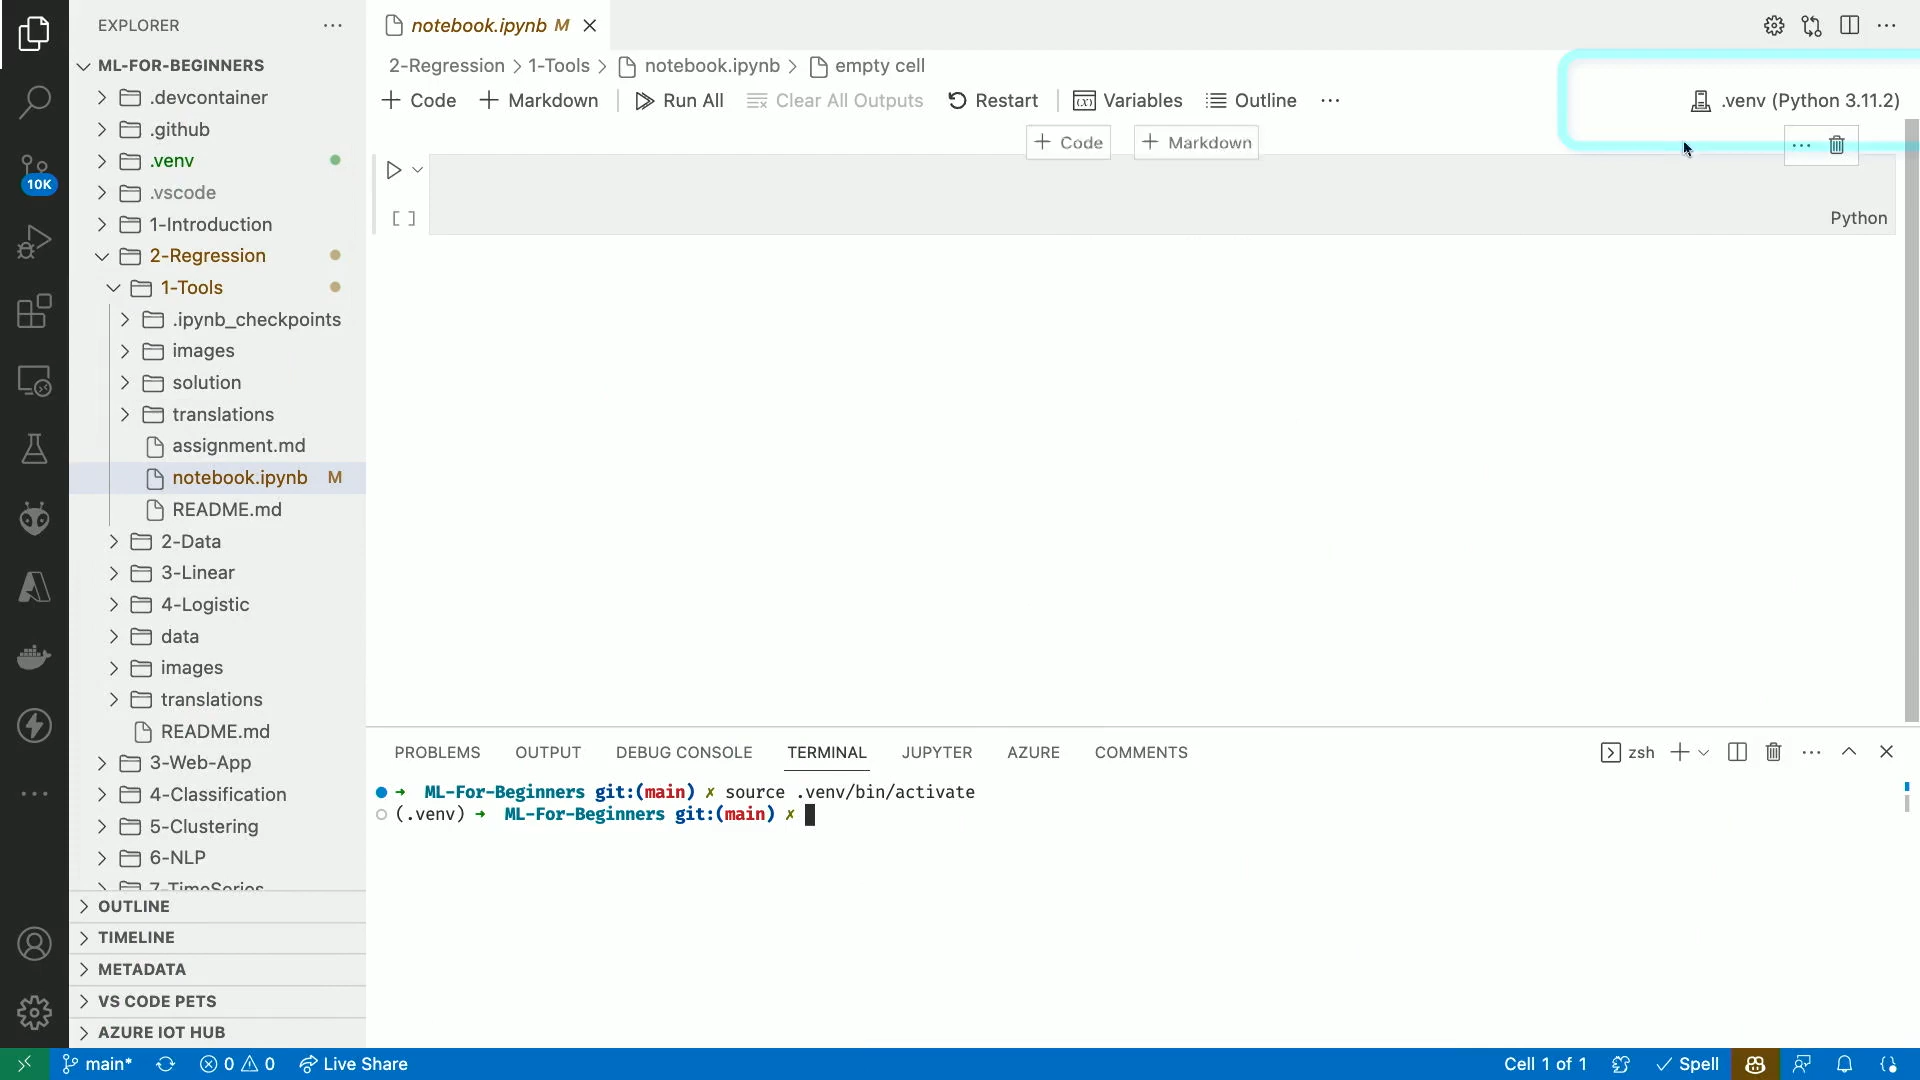 EXPLORER
notebook.ipynb M
ML-FOR-BEGINNERS
2-Regression > 1-Tools > notebook.ipynb > empty cell
+ Code + Markdown Run All Clear All Outputs Restart Variables Outline ...
.venv (Python 3.11.2)
+ Code + Markdown
[ ]
Python
.devcontainer
.github
.venv
10K
.vscode
1-Introduction
2-Regression
1-Tools
.ipynb_checkpoints
images
solution
translations
assignment.md
notebook.ipynb M
README.md
2-Data
3-Linear
4-Logistic
data
images
translations
README.md
3-Web-App
4-Classification
5-Clustering
6-NLP
7-TimeSeries
OUTLINE
TIMELINE
METADATA
VS CODE PETS
AZURE IOT HUB
PROBLEMS OUTPUT DEBUG CONSOLE TERMINAL JUPYTER AZURE COMMENTS
zsh
➜ ML-For-Beginners git:(main) ✗ source .venv/bin/activate
(.venv) ➜ ML-For-Beginners git:(main) ✗
main* 0 0 Live Share
Cell 1 of 1 Spell